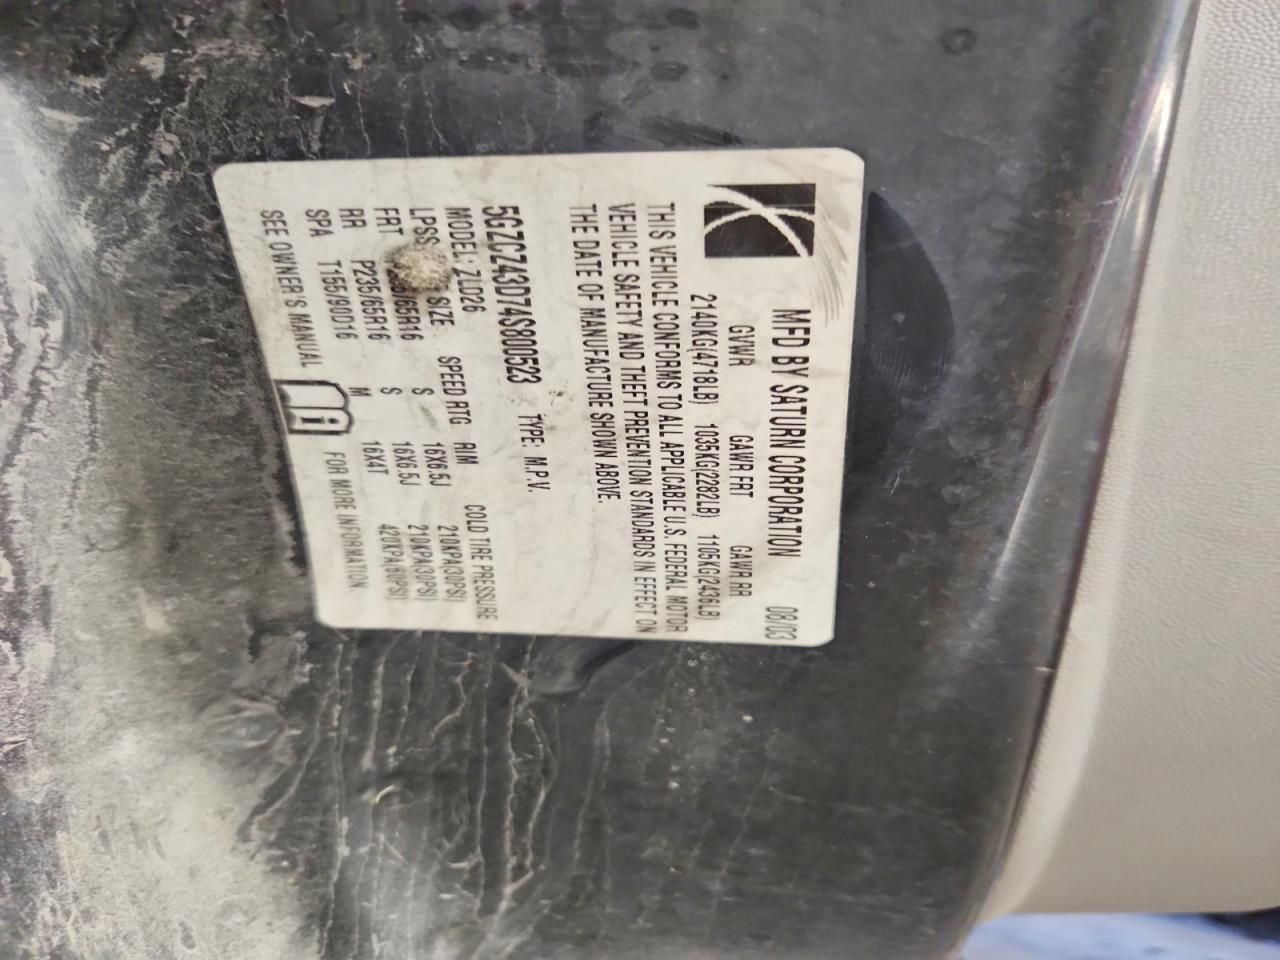 MFD BY SATURN CORPORATION 08/03
GVWR GAWR FRT GAWR RR
2140KG(4718LB) 1035KG(2282LB) 1105KG(2436LB)
THIS VEHICLE CONFORMS TO ALL APPLICABLE U.S. FEDERAL MOTOR
VEHICLE SAFETY AND THEFT PREVENTION STANDARDS IN EFFECT ON
THE DATE OF MANUFACTURE SHOWN ABOVE.
5GZCZ43D74S800523 TYPE: M.P.V.
MODEL: ZLD26
LPSS SIZE SPEED RTG RIM COLD TIRE PRESSURE
FRT /65R16 S 16X6.5J 210KPA(30PSI)
RR P235/65R16 S 16X6.5J 210KPA(30PSI)
SPA T155/90D16 M 16X4T 420KPA(60PSI)
SEE OWNER'S MANUAL FOR MORE INFORMATION.